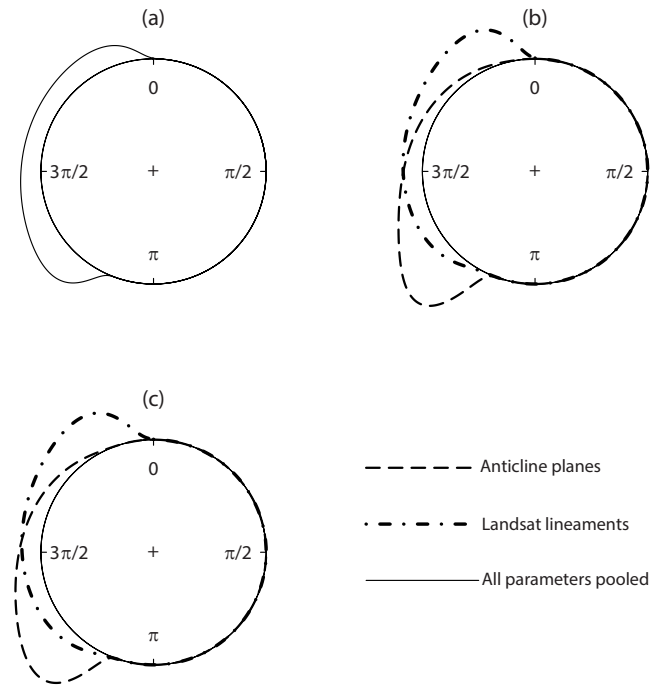 (a)
0
3π/2
+
π/2
π
(b)
0
3π/2
+
π/2
π
(c)
0
3π/2
+
π/2
π
Anticline planes
Landsat lineaments
All parameters pooled